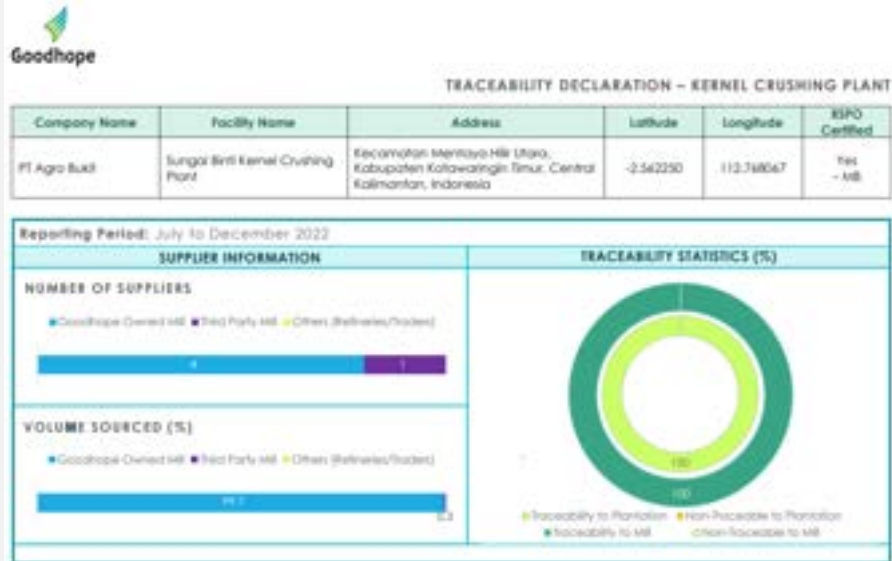 Goodhope
TRACEABILITY DECLARATION – KERNEL CRUSHING PLANT
Company Name Facility Name Address Latitude Longitude RSPO Certified
PT Agro Bukit
Sungai Binti Kernel Crushing Plant
Kecamatan Mentaya Hilir Utara,
Kabupaten Kotawaringin Timur, Central
Kalimantan, Indonesia
-2.562250
112.768067
Yes
– MB
Reporting Period: July to December 2022
SUPPLIER INFORMATION
NUMBER OF SUPPLIERS
Goodhope Owned Mill Third Party Mill Others (Refineries/Traders)
4 1
VOLUME SOURCED (%)
Goodhope Owned Mill Third Party Mill Others (Refineries/Traders)
99.7
0.3
TRACEABILITY STATISTICS (%)
100
100
Traceability to Plantation Non-Traceable to Plantation
Traceability to Mill Non-Traceable to Mill